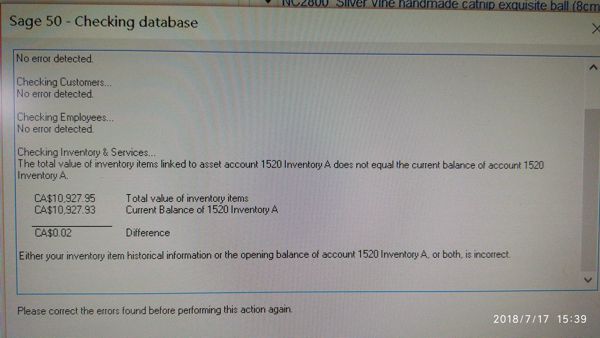 NC2800 Silver Vine handmade catnip exquisite ball (8cm
Sage 50 - Checking database
No error detected.
Checking Customers...
No error detected.
Checking Employees...
No error detected.
Checking Inventory & Services...
The total value of inventory items linked to asset account 1520 Inventory A does not equal the current balance of account 1520
Inventory A.
CA$10,927.95 Total value of inventory items
CA$10,927.93 Current Balance of 1520 Inventory A
CA$0.02 Difference
Either your inventory item historical information or the opening balance of account 1520 Inventory A, or both, is incorrect.
Please correct the errors found before performing this action again.
2018/7/17 15:39